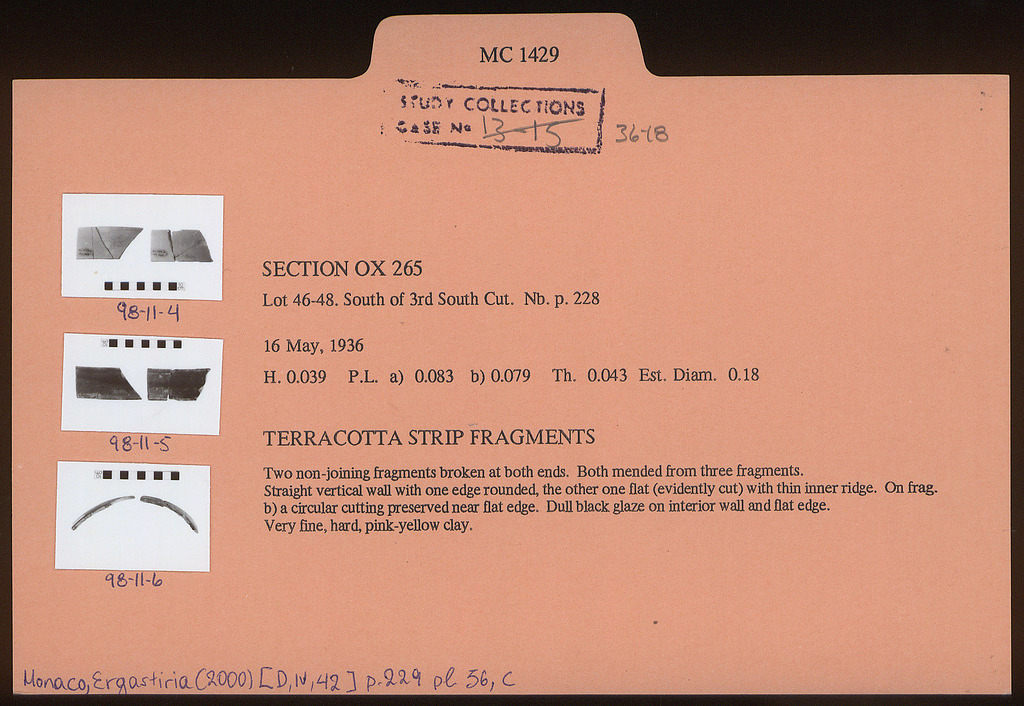 MC 1429
STUDY COLLECTIONS
CASE No 13-15
36-18
98-11-4
98-11-5
98-11-6
SECTION OX 265
Lot 46-48. South of 3rd South Cut. Nb. p. 228
16 May, 1936
H. 0.039 P.L. a) 0.083 b) 0.079 Th. 0.043 Est. Diam. 0.18
TERRACOTTA STRIP FRAGMENTS
Two non-joining fragments broken at both ends. Both mended from three fragments.
Straight vertical wall with one edge rounded, the other one flat (evidently cut) with thin inner ridge. On frag.
b) a circular cutting preserved near flat edge. Dull black glaze on interior wall and flat edge.
Very fine, hard, pink-yellow clay.
Monaco, Ergastiria (2000) [D, IV, 42] p. 229 pl. 56, C